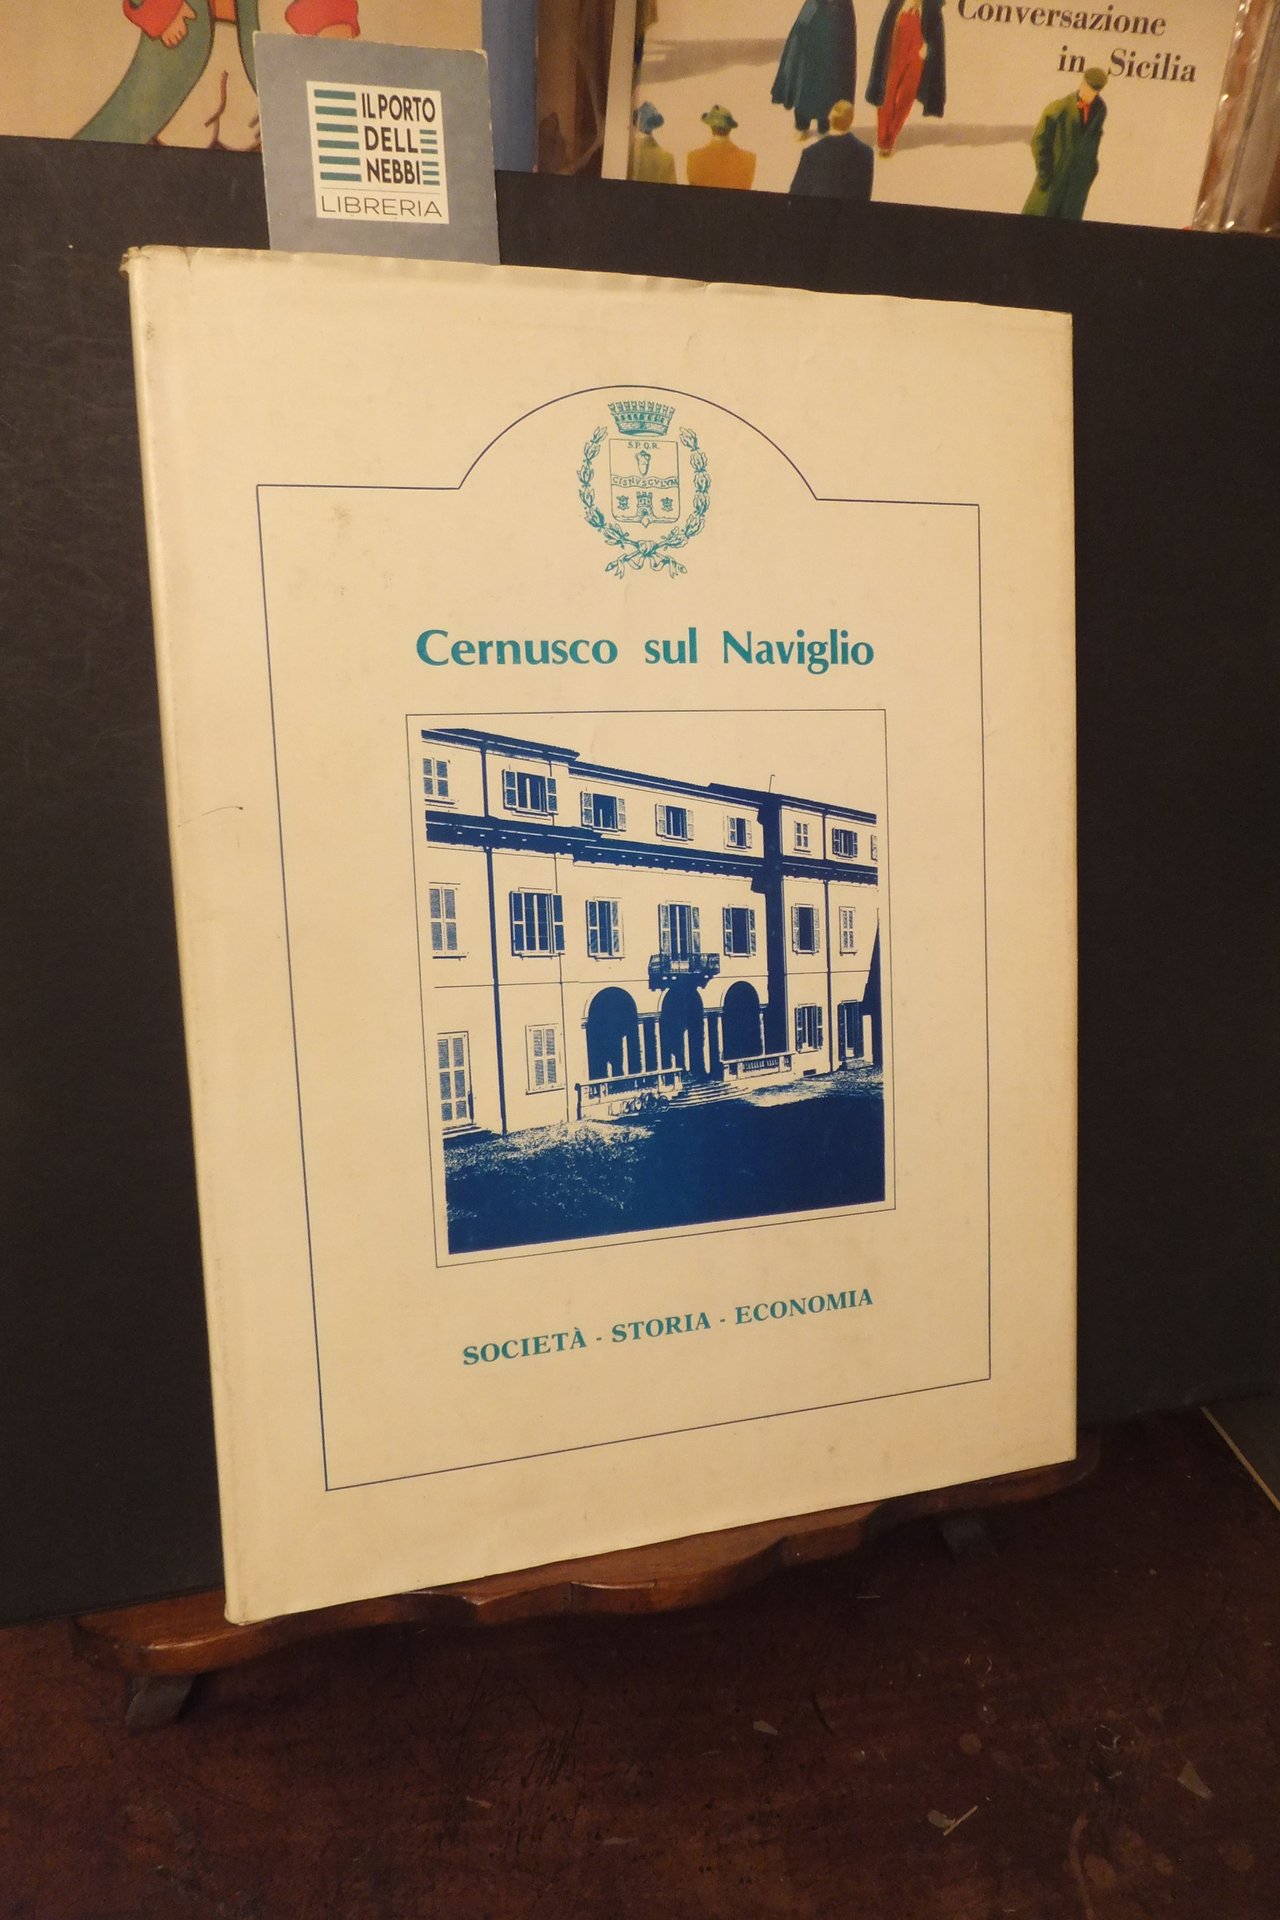 Conversazione
in Sicilia
IL PORTO
DELLE
NEBBIE
LIBRERIA
S.P.Q.R.
CISNVSCVLVM
Cernusco sul Naviglio
SOCIETÀ - STORIA - ECONOMIA